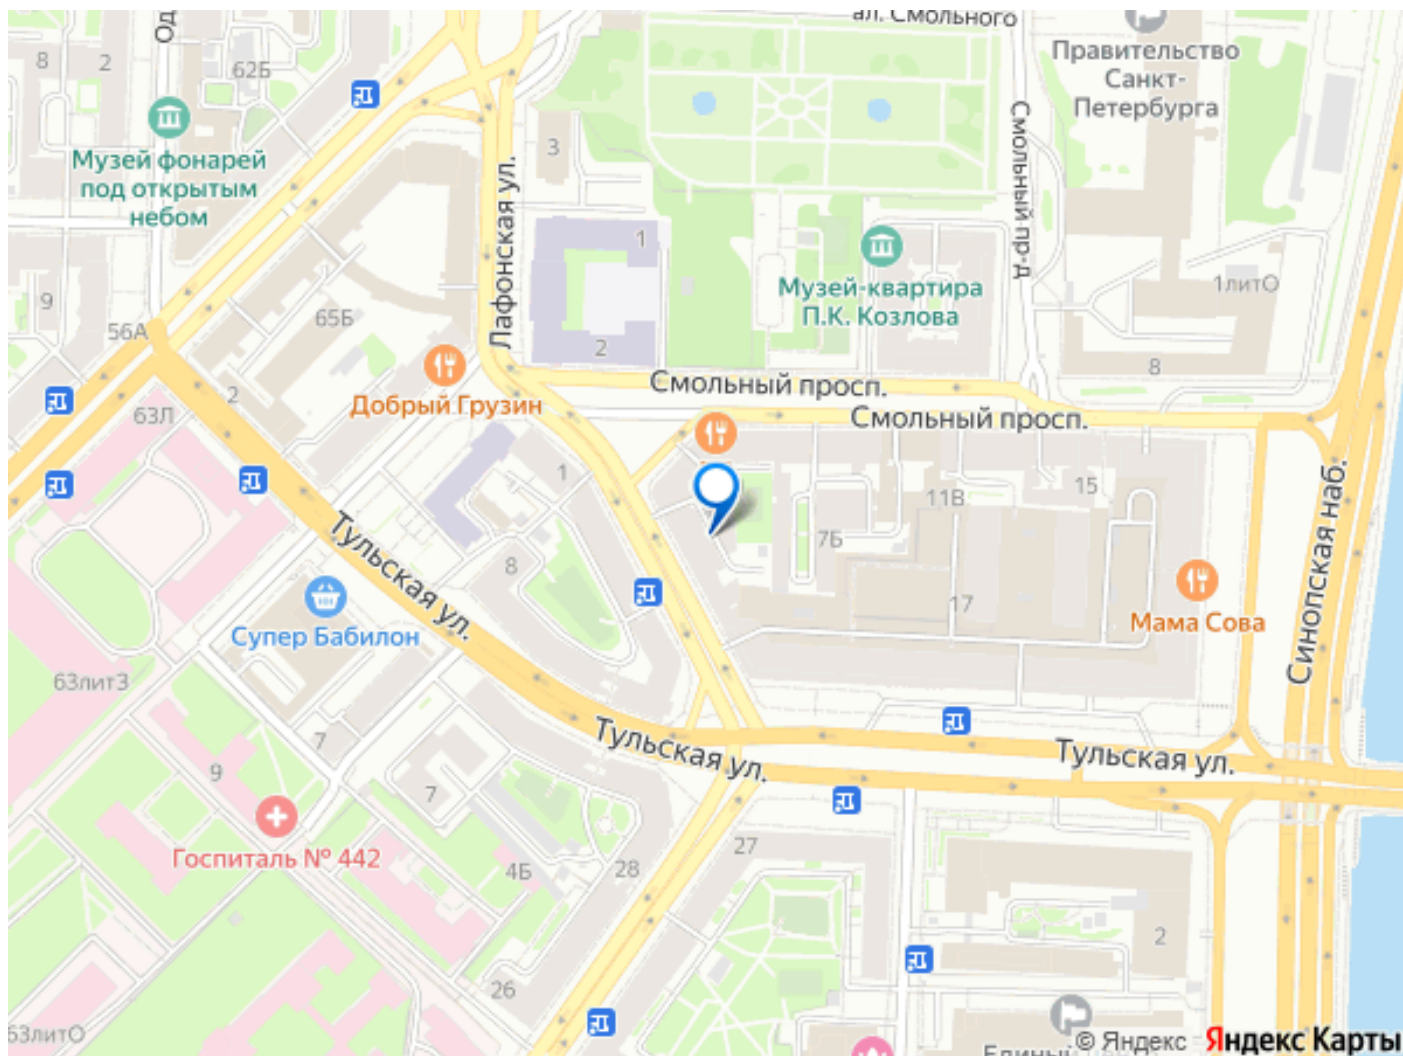 ал. Смольного
Правительство
Санкт-
Петербурга
8
2
62Б
Музей фонарей
под открытым
небом
3
Лафонская ул.
Смольный пр-д
1
Музей-квартира
П.К. Козлова
1литО
9
56А
65Б
2
8
Смольный просп.
Добрый Грузин
2
63Л
Смольный просп.
1
15
11В
7Б
8
17
Тульская ул.
Синопская наб.
Супер Бабилон
Мама Сова
63литЗ
7
9
Тульская ул.
Тульская ул.
7
27
Госпиталь № 442
4Б
28
2
26
63литО
© Яндекс
Яндекс Карты